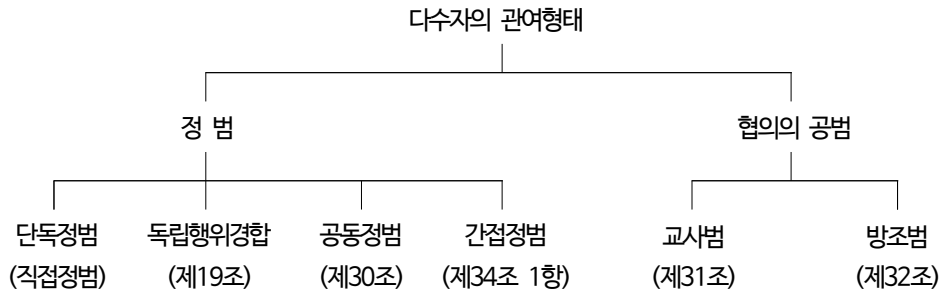 다수자의 관여형태
정 범
협의의 공범
단독정범 독립행위경합 공동정범 간접정범 교사범 방조범
(직접정범) (제19조) (제30조) (제34조 1항) (제31조) (제32조)